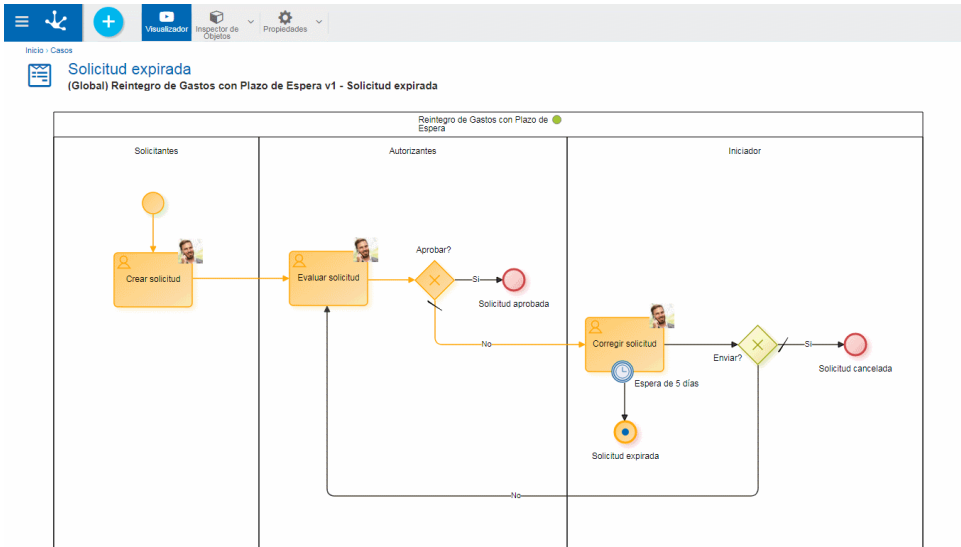 Visualizador
Inspector de
Objetos
Propiedades
Inicio › Casos
Solicitud expirada
(Global) Reintegro de Gastos con Plazo de Espera v1 - Solicitud expirada
Reintegro de Gastos con Plazo de
Espera
Solicitantes
Autorizantes
Iniciador
Crear solicitud
Evaluar solicitud
Aprobar?
Si
Solicitud aprobada
No
Corregir solicitud
Espera de 5 días
Solicitud expirada
Enviar?
Si
Solicitud cancelada
No